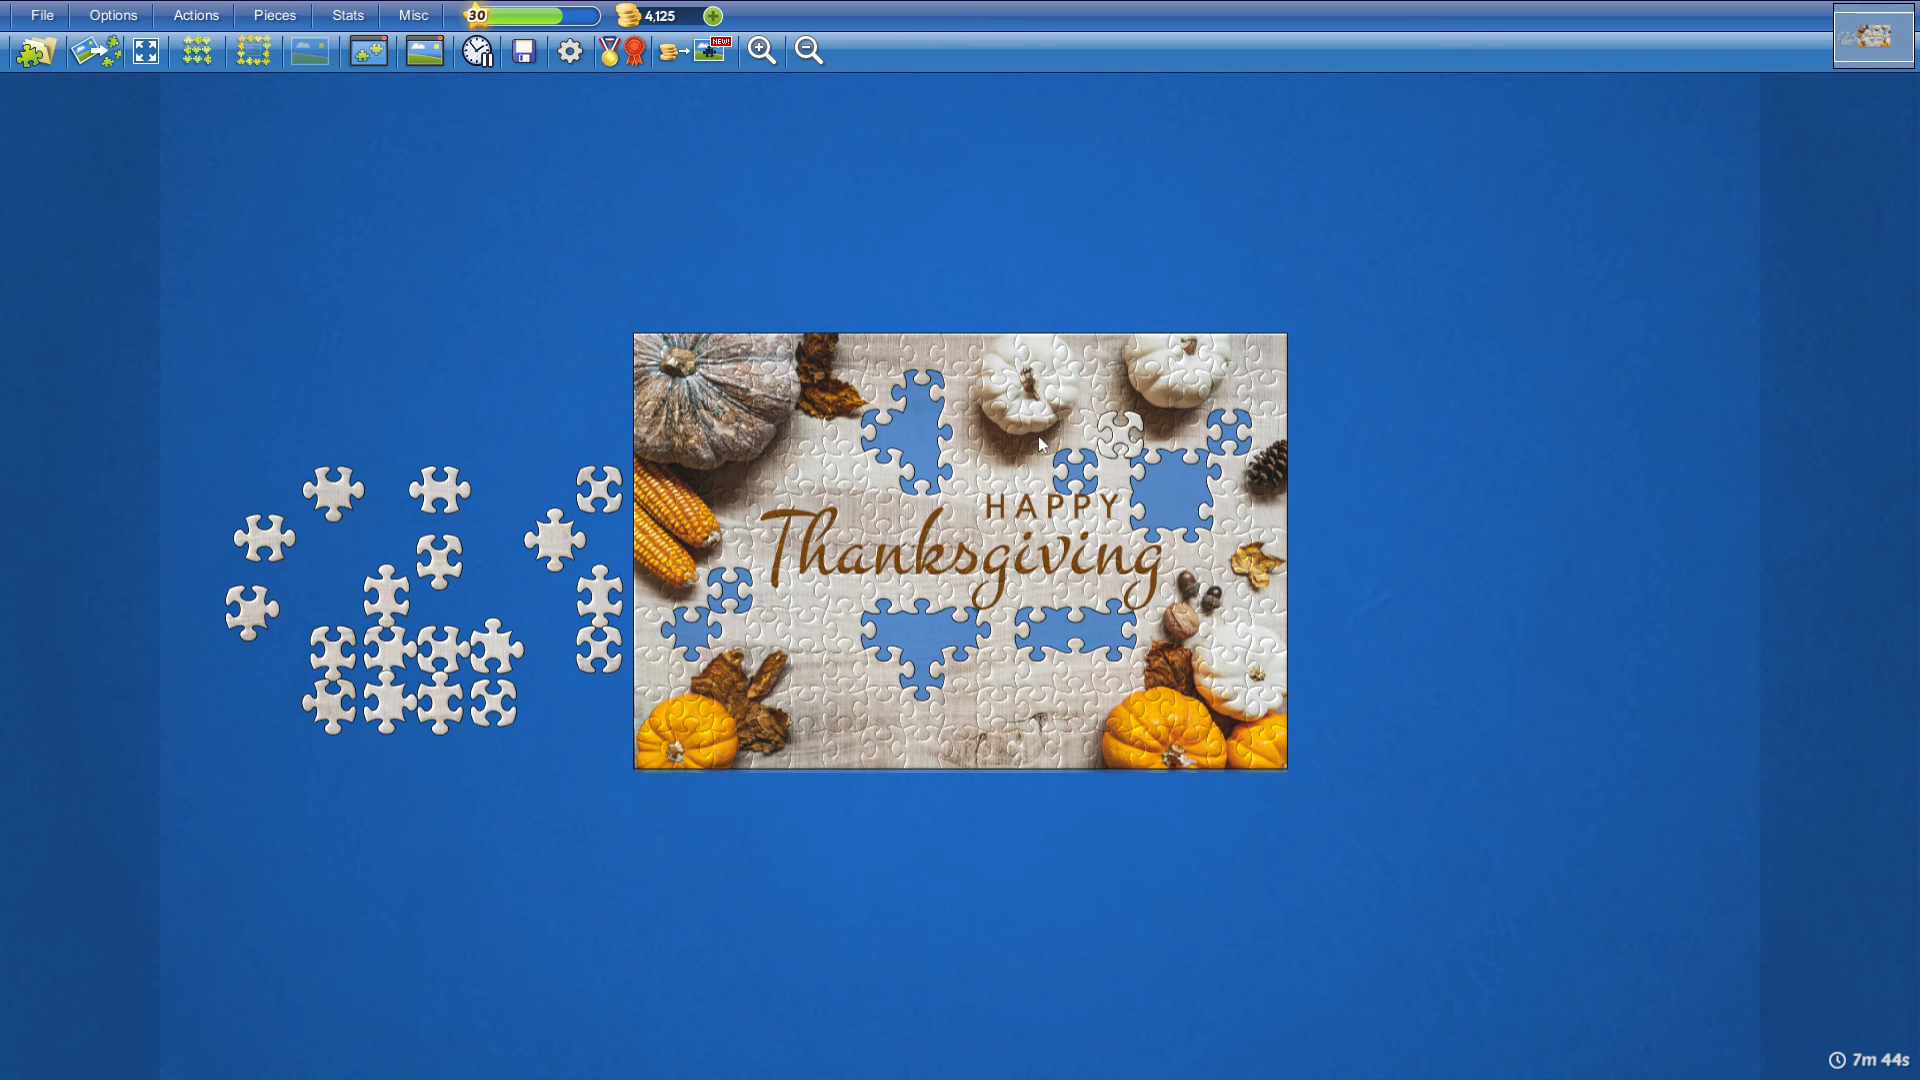 File Options Actions Pieces Stats Misc 30 4,125
NEW!
HAPPY
Thanksgiving
7m 44s